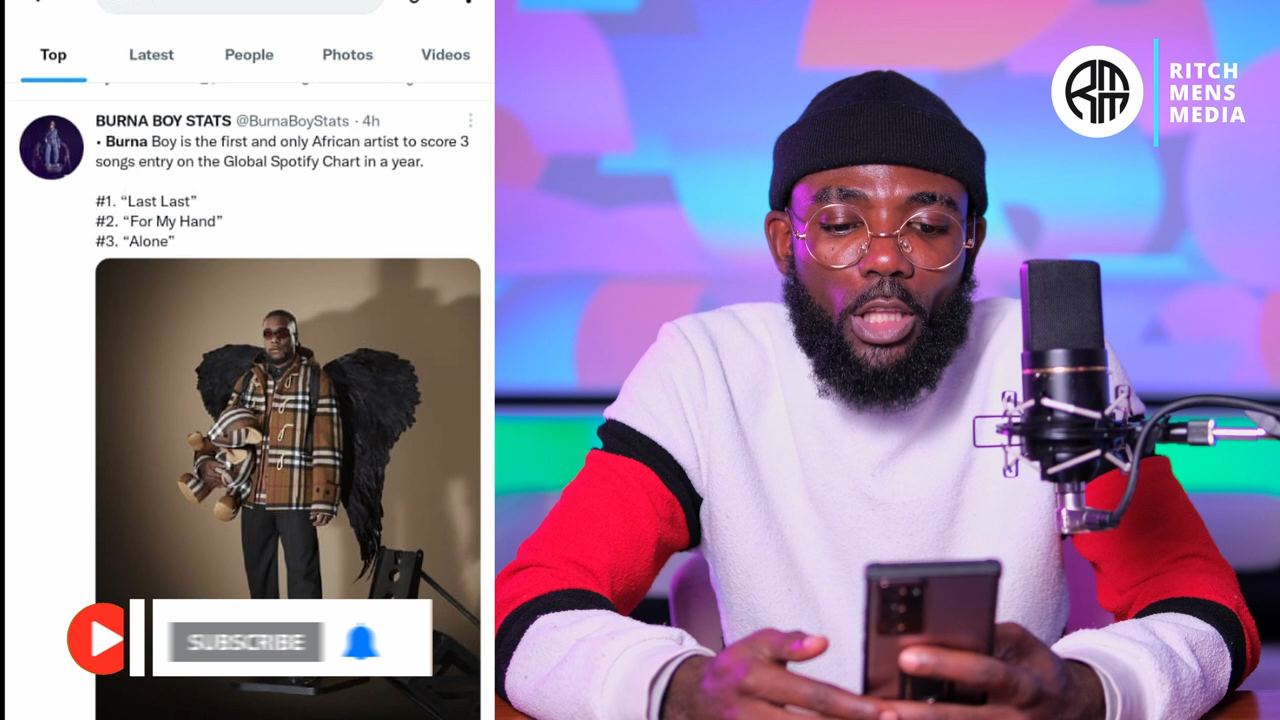 Top Latest People Photos Videos
BURNA BOY STATS @BurnaBoyStats · 4h
• Burna Boy is the first and only African artist to score 3
songs entry on the Global Spotify Chart in a year.
#1. “Last Last”
#2. “For My Hand”
#3. “Alone”
SUBSCRIBE
RITCH
MENS
MEDIA